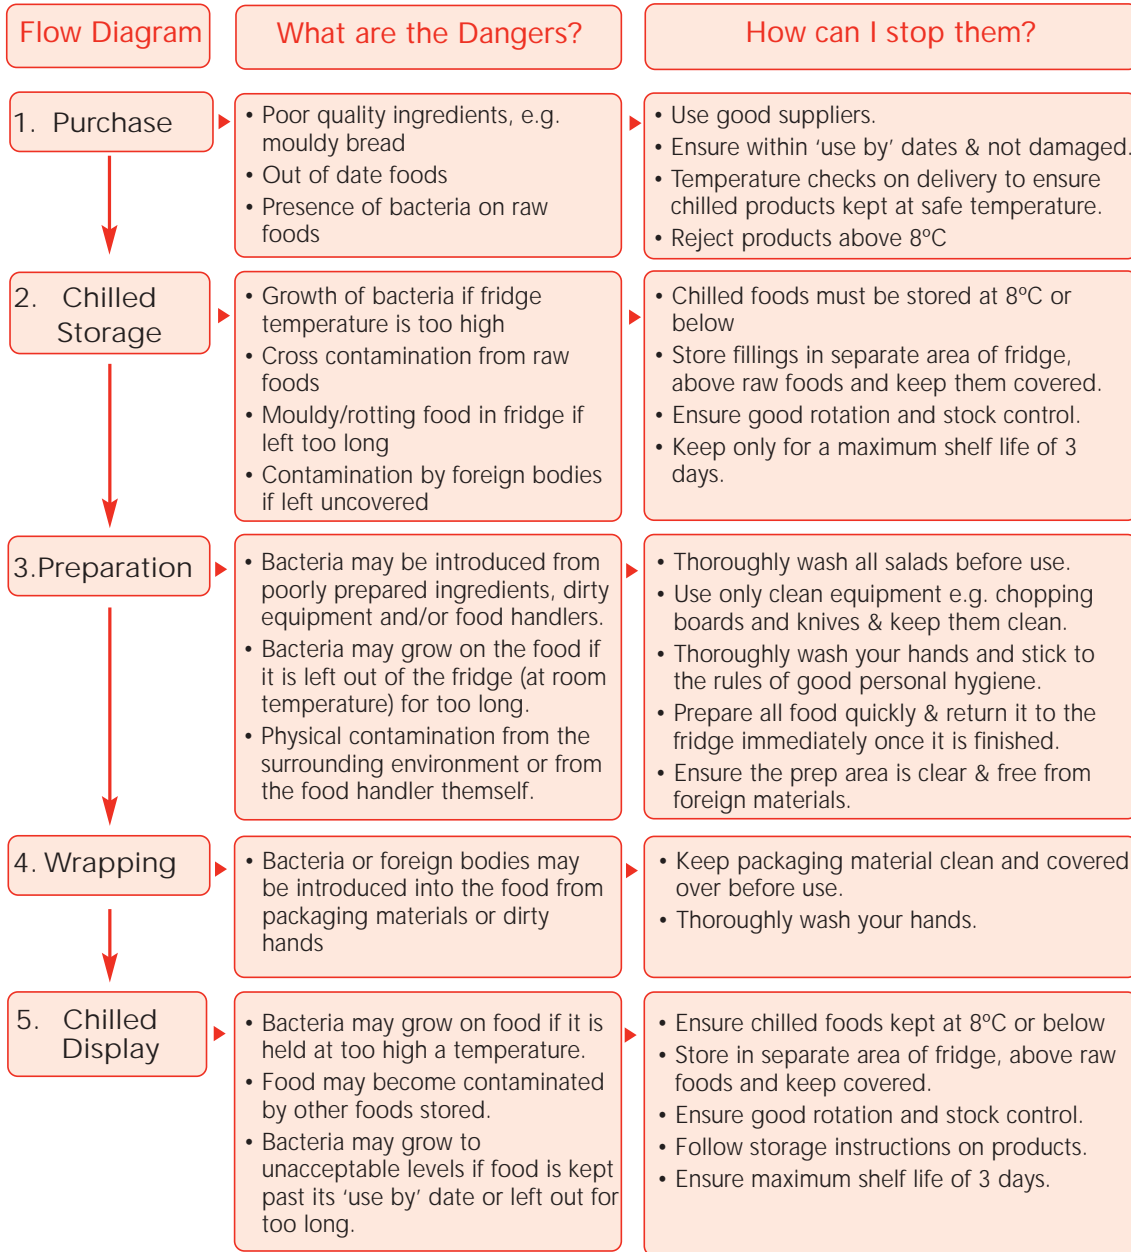 Flow Diagram
What are the Dangers?
How can I stop them?
1. Purchase
• Poor quality ingredients, e.g.
mouldy bread
• Out of date foods
• Presence of bacteria on raw
foods
• Use good suppliers.
• Ensure within ‘use by’ dates & not damaged.
• Temperature checks on delivery to ensure
chilled products kept at safe temperature.
• Reject products above 8ºC
2. Chilled
Storage
• Growth of bacteria if fridge
temperature is too high
• Cross contamination from raw
foods
• Mouldy/rotting food in fridge if
left too long
• Contamination by foreign bodies
if left uncovered
• Chilled foods must be stored at 8ºC or
below
• Store fillings in separate area of fridge,
above raw foods and keep them covered.
• Ensure good rotation and stock control.
• Keep only for a maximum shelf life of 3
days.
3.Preparation
• Bacteria may be introduced from
poorly prepared ingredients, dirty
equipment and/or food handlers.
• Bacteria may grow on the food if
it is left out of the fridge (at room
temperature) for too long.
• Physical contamination from the
surrounding environment or from
the food handler themself.
• Thoroughly wash all salads before use.
• Use only clean equipment e.g. chopping
boards and knives & keep them clean.
• Thoroughly wash your hands and stick to
the rules of good personal hygiene.
• Prepare all food quickly & return it to the
fridge immediately once it is finished.
• Ensure the prep area is clear & free from
foreign materials.
4. Wrapping
• Bacteria or foreign bodies may
be introduced into the food from
packaging materials or dirty
hands
• Keep packaging material clean and covered
over before use.
• Thoroughly wash your hands.
5. Chilled
Display
• Bacteria may grow on food if it is
held at too high a temperature.
• Food may become contaminated
by other foods stored.
• Bacteria may grow to
unacceptable levels if food is kept
past its ‘use by’ date or left out for
too long.
• Ensure chilled foods kept at 8ºC or below
• Store in separate area of fridge, above raw
foods and keep covered.
• Ensure good rotation and stock control.
• Follow storage instructions on products.
• Ensure maximum shelf life of 3 days.